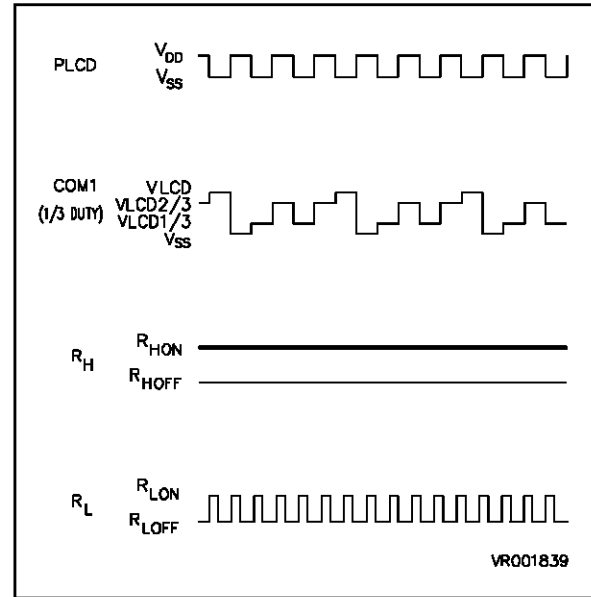 PLCD
VDD
VSS
COM1
(1/3 DUTY)
VLCD
VLCD2/3
VLCD1/3
VSS
RH
RHON
RHOFF
RL
RLON
RLOFF
VR001839